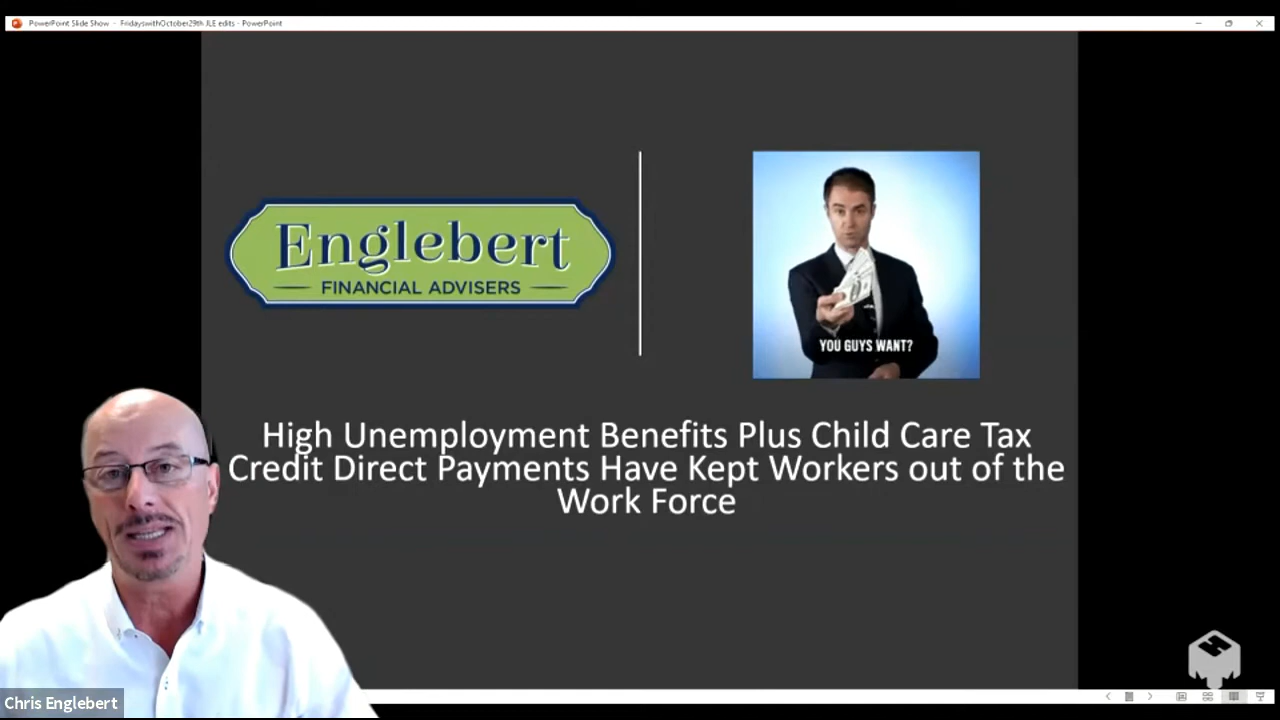 PowerPoint Slide Show - FridayswithOctober29th JLE edits - PowerPoint
Englebert
FINANCIAL ADVISERS
YOU GUYS WANT?
High Unemployment Benefits Plus Child Care Tax
Credit Direct Payments Have Kept Workers out of the
Work Force
Chris Englebert